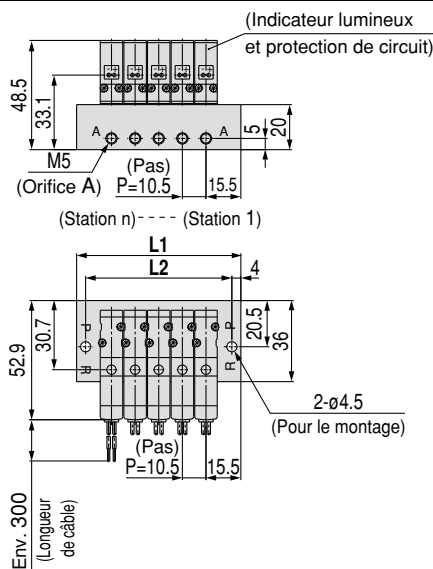 (Indicateur lumineux
et protection de circuit)
48.5
33.1
A
A
5
20
M5
(Orifice A)
(Pas)
P=10.5
15.5
(Station n)---- (Station 1)
L1
L2
4
52.9
30.7
P
R
P
R
20.5
36
2-ø4.5
(Pour le montage)
(Pas)
P=10.5
15.5
Env. 300
(Longueur
de câble)